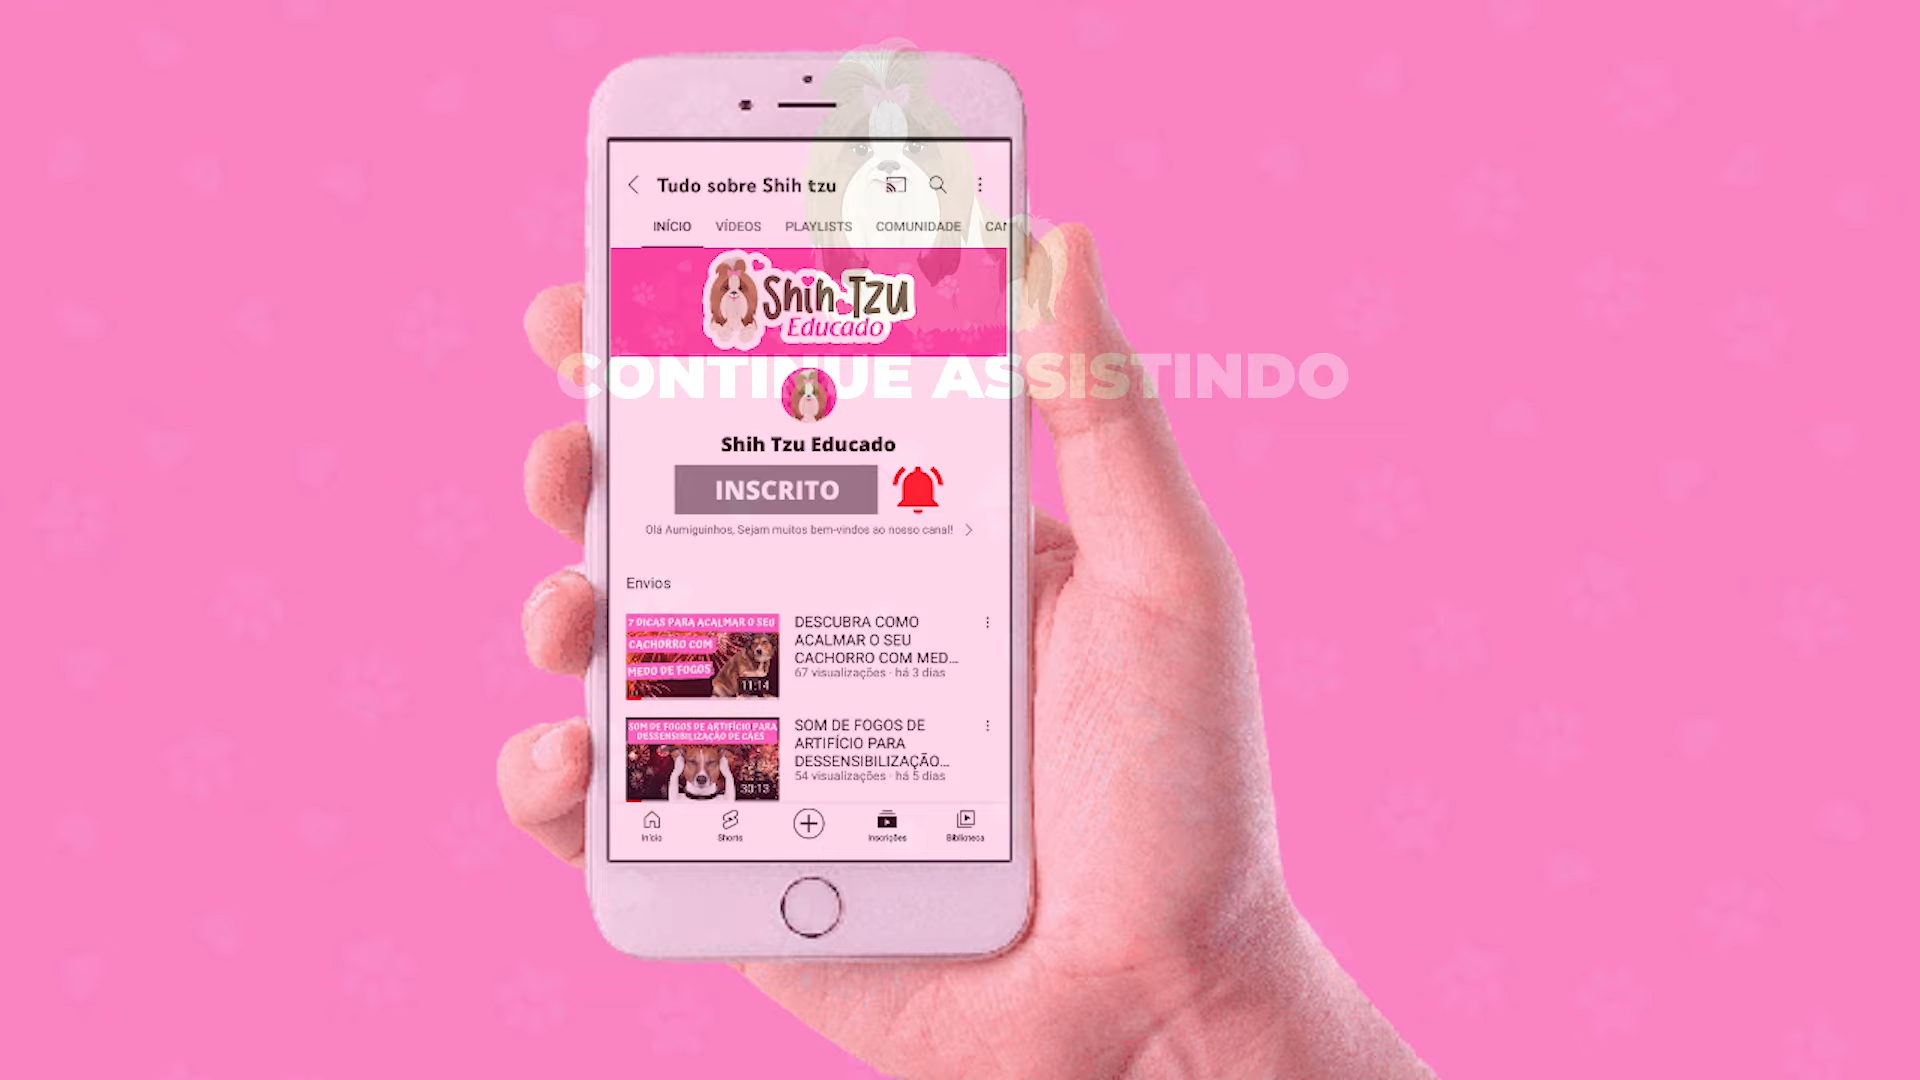 Tudo sobre Shih tzu
INÍCIO VÍDEOS PLAYLISTS COMUNIDADE CAN
Shih Tzu
Educado
CONTINUE ASSISTINDO
Shih Tzu Educado
INSCRITO
Olá Aumiguinhos, Sejam muitos bem-vindos ao nosso canal!
Envios
7 DICAS PARA ACALMAR O SEU
CACHORRO COM
MEDO DE FOGOS
11:14
DESCUBRA COMO
ACALMAR O SEU
CACHORRO COM MED...
67 visualizações · há 3 dias
SOM DE FOGOS DE ARTIFÍCIO PARA
DESSENSIBILIZAÇÃO DE CÃES
30:13
SOM DE FOGOS DE
ARTIFÍCIO PARA
DESSENSIBILIZAÇÃO...
54 visualizações · há 5 dias
Início Shorts Inscrições Biblioteca